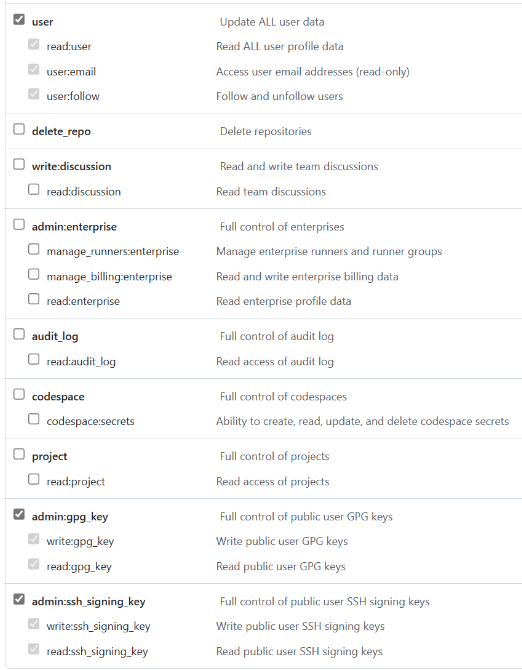 user Update ALL user data
read:user Read ALL user profile data
user:email Access user email addresses (read-only)
user:follow Follow and unfollow users
delete_repo Delete repositories
write:discussion Read and write team discussions
read:discussion Read team discussions
admin:enterprise Full control of enterprises
manage_runners:enterprise Manage enterprise runners and runner groups
manage_billing:enterprise Read and write enterprise billing data
read:enterprise Read enterprise profile data
audit_log Full control of audit log
read:audit_log Read access of audit log
codespace Full control of codespaces
codespace:secrets Ability to create, read, update, and delete codespace secrets
project Full control of projects
read:project Read access of projects
admin:gpg_key Full control of public user GPG keys
write:gpg_key Write public user GPG keys
read:gpg_key Read public user GPG keys
admin:ssh_signing_key Full control of public user SSH signing keys
write:ssh_signing_key Write public user SSH signing keys
read:ssh_signing_key Read public user SSH signing keys